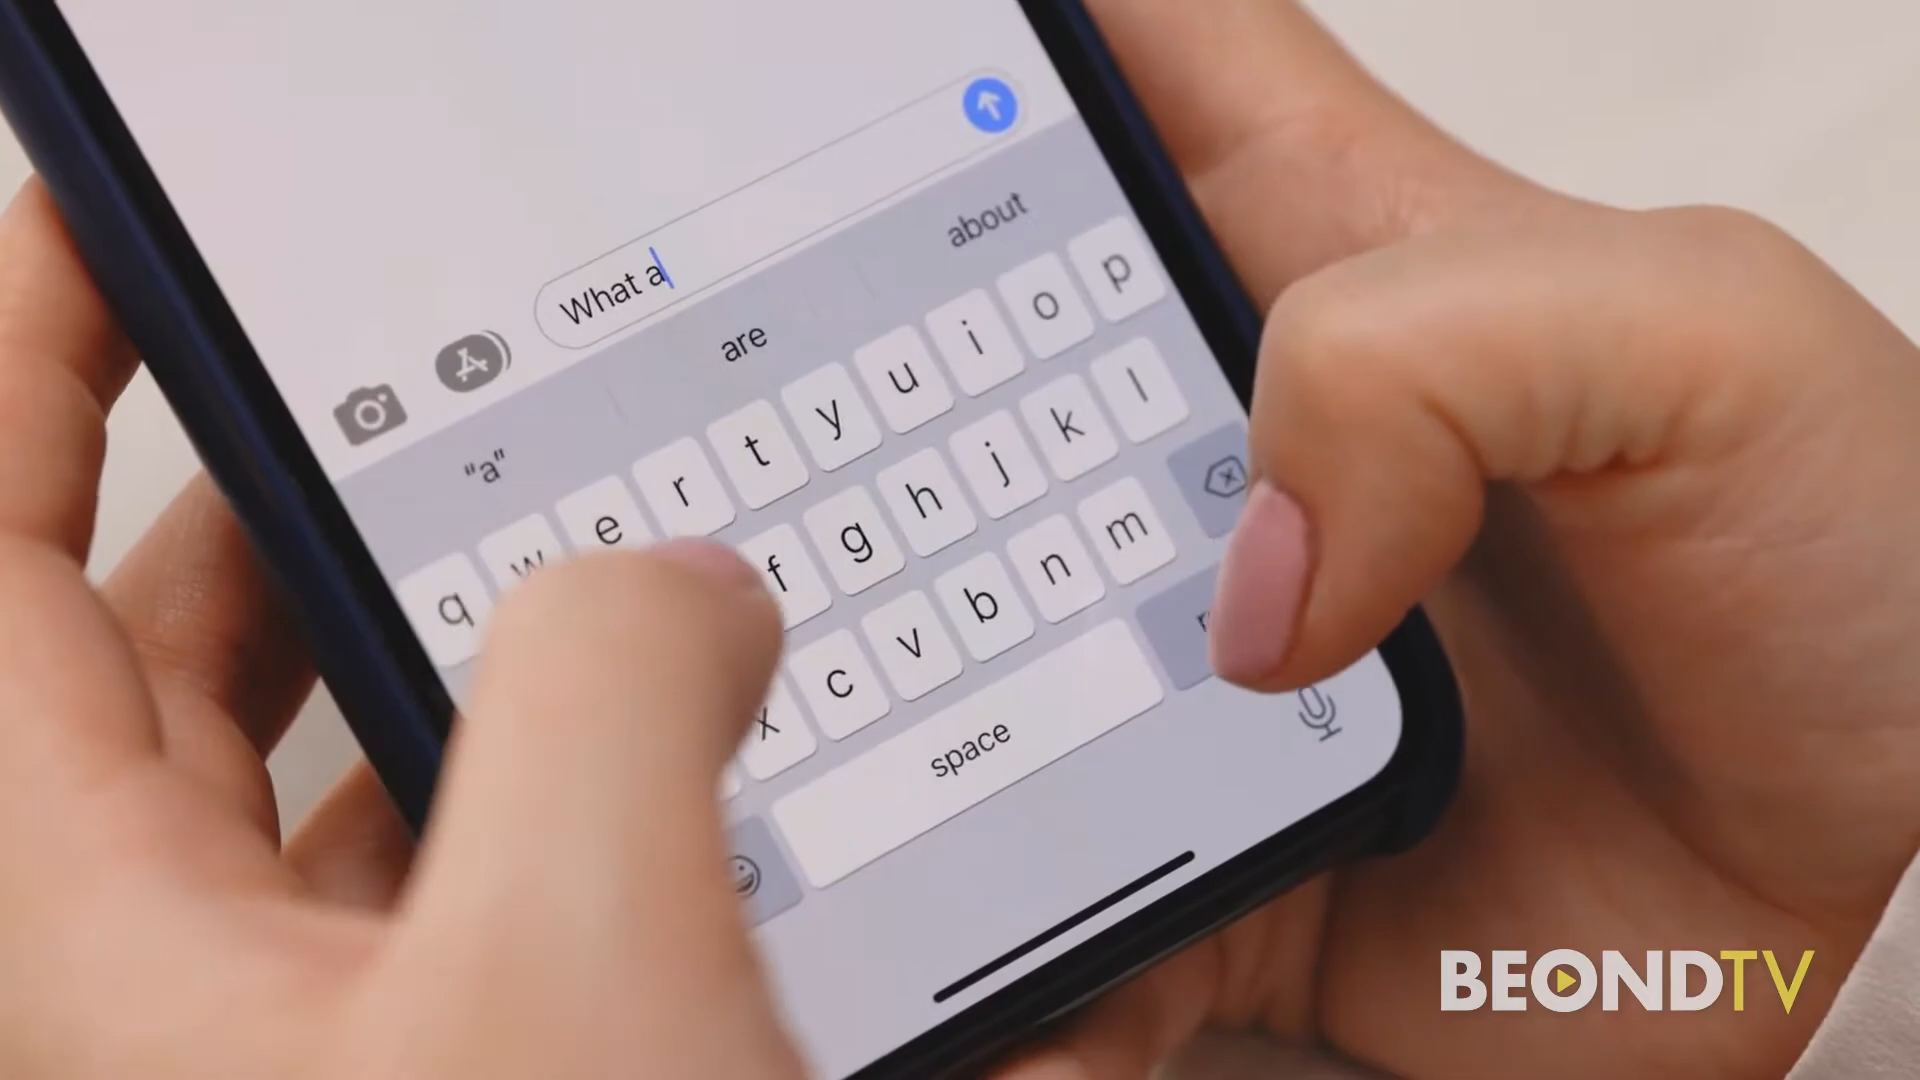 What a
"a" are about
q w e r t y u i o p
f g h j k l
x c v b n m
space
BEONDTV